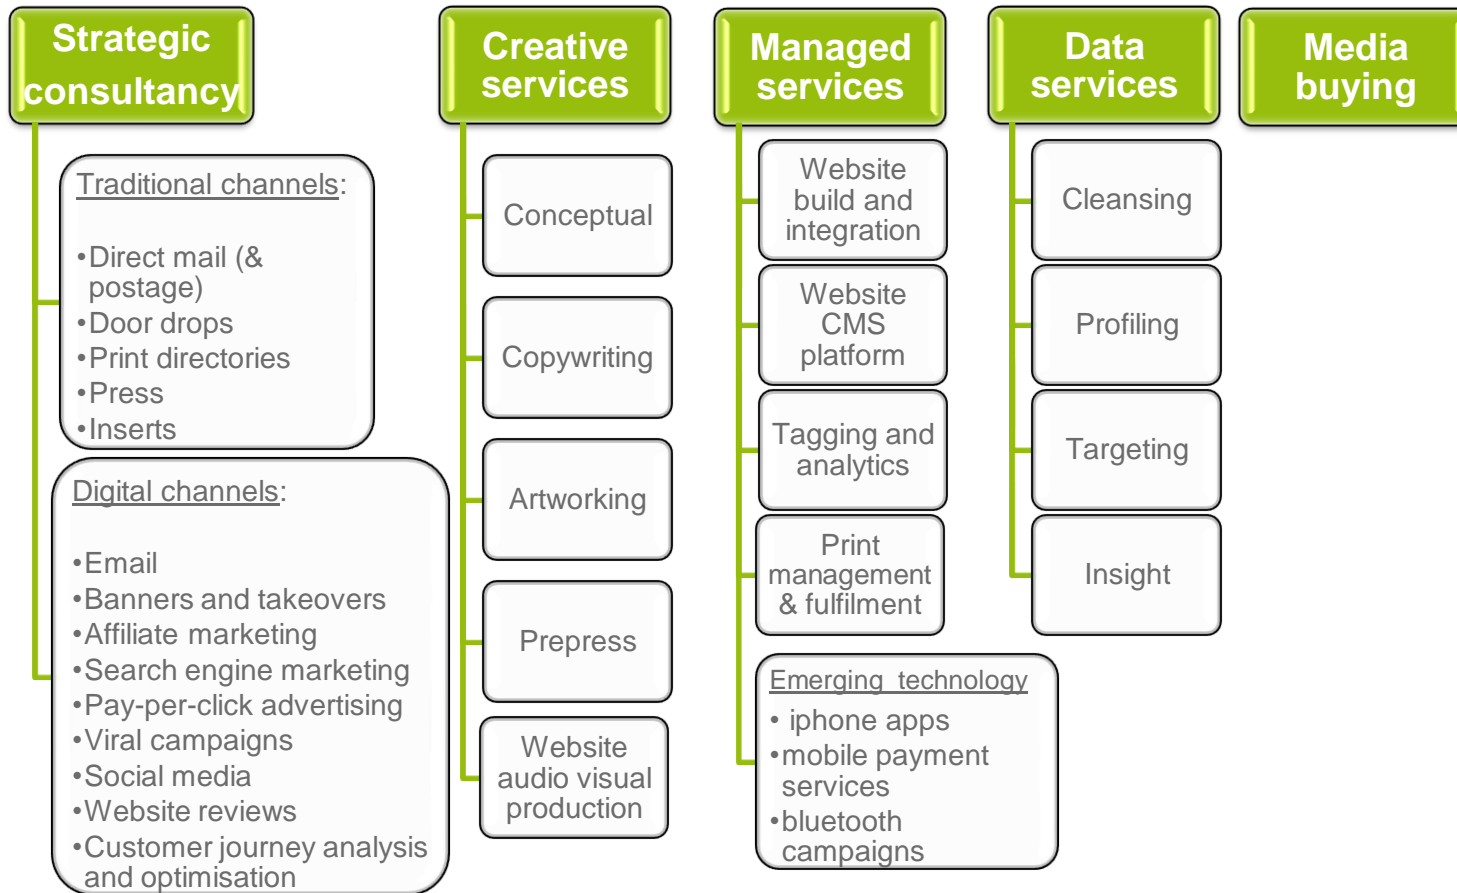 Strategic
consultancy
Traditional channels:
•Direct mail (&
postage)
•Door drops
•Print directories
•Press
•Inserts
Digital channels:
•Email
•Banners and takeovers
•Affiliate marketing
•Search engine marketing
•Pay-per-click advertising
•Viral campaigns
•Social media
•Website reviews
•Customer journey analysis
and optimisation
Creative
services
Conceptual
Copywriting
Artworking
Prepress
Website
audio visual
production
Managed
services
Website
build and
integration
Website
CMS
platform
Tagging and
analytics
Print
management
& fulfilment
Emerging technology
• iphone apps
•mobile payment
services
•bluetooth
campaigns
Data
services
Cleansing
Profiling
Targeting
Insight
Media
buying